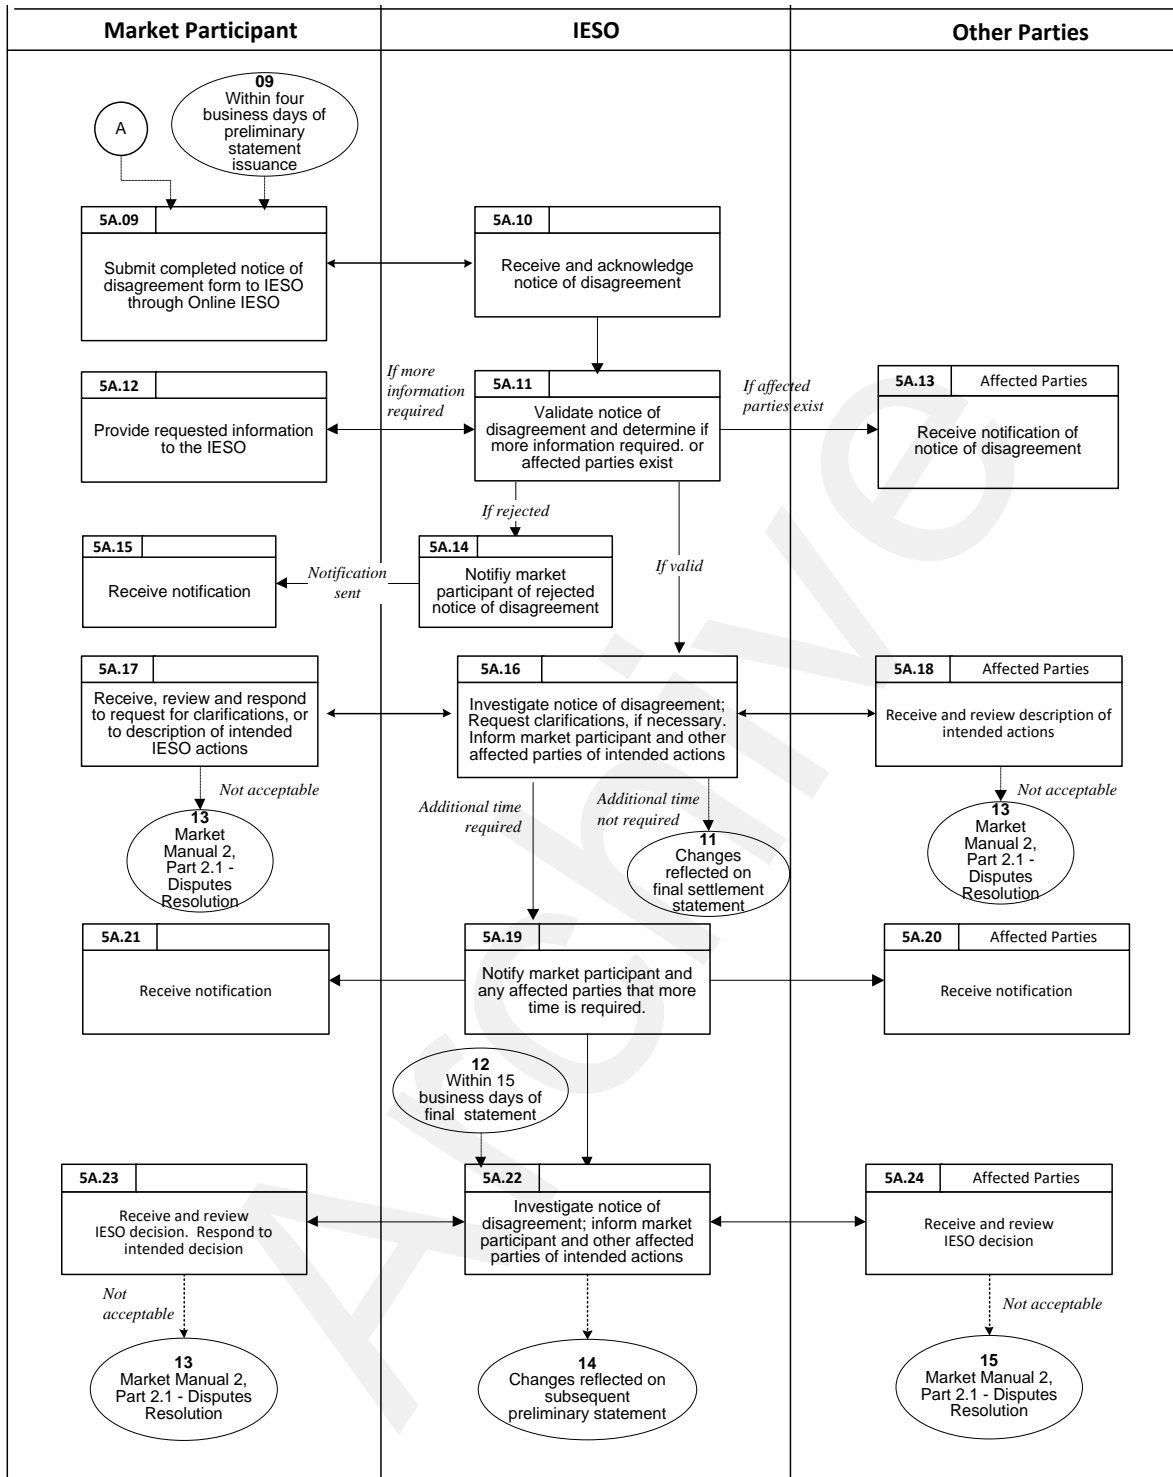 Market Participant
IESO
Other Parties
A
09
Within four
business days of
preliminary
statement
issuance
5A.09
Submit completed notice of
disagreement form to IESO
through Online IESO
5A.10
Receive and acknowledge
notice of disagreement
5A.12
Provide requested information
to the IESO
If more
information
required
5A.11
Validate notice of
disagreement and determine if
more information required. or
affected parties exist
If affected
parties exist
5A.13
Affected Parties
Receive notification of
notice of disagreement
If rejected
If valid
5A.15
Receive notification
Notification
sent
5A.14
Notifiy market
participant of rejected
notice of disagreement
5A.17
Receive, review and respond
to request for clarifications, or
to description of intended
IESO actions
5A.16
Investigate notice of disagreement;
Request clarifications, if necessary.
Inform market participant and other
affected parties of intended actions
5A.18
Affected Parties
Receive and review description of
intended actions
Not acceptable
13
Market
Manual 2,
Part 2.1 -
Disputes
Resolution
Additional time
required
Additional time
not required
11
Changes
reflected on
final settlement
statement
Not acceptable
13
Market
Manual 2,
Part 2.1 -
Disputes
Resolution
5A.21
Receive notification
5A.19
Notify market participant and
any affected parties that more
time is required.
5A.20
Affected Parties
Receive notification
12
Within 15
business days of
final statement
5A.23
Receive and review
IESO decision. Respond to
intended decision
5A.22
Investigate notice of
disagreement; inform market
participant and other affected
parties of intended actions
5A.24
Affected Parties
Receive and review
IESO decision
Not
acceptable
13
Market Manual 2,
Part 2.1 - Disputes
Resolution
14
Changes reflected on
subsequent
preliminary statement
Not acceptable
15
Market Manual 2,
Part 2.1 - Disputes
Resolution
Archive